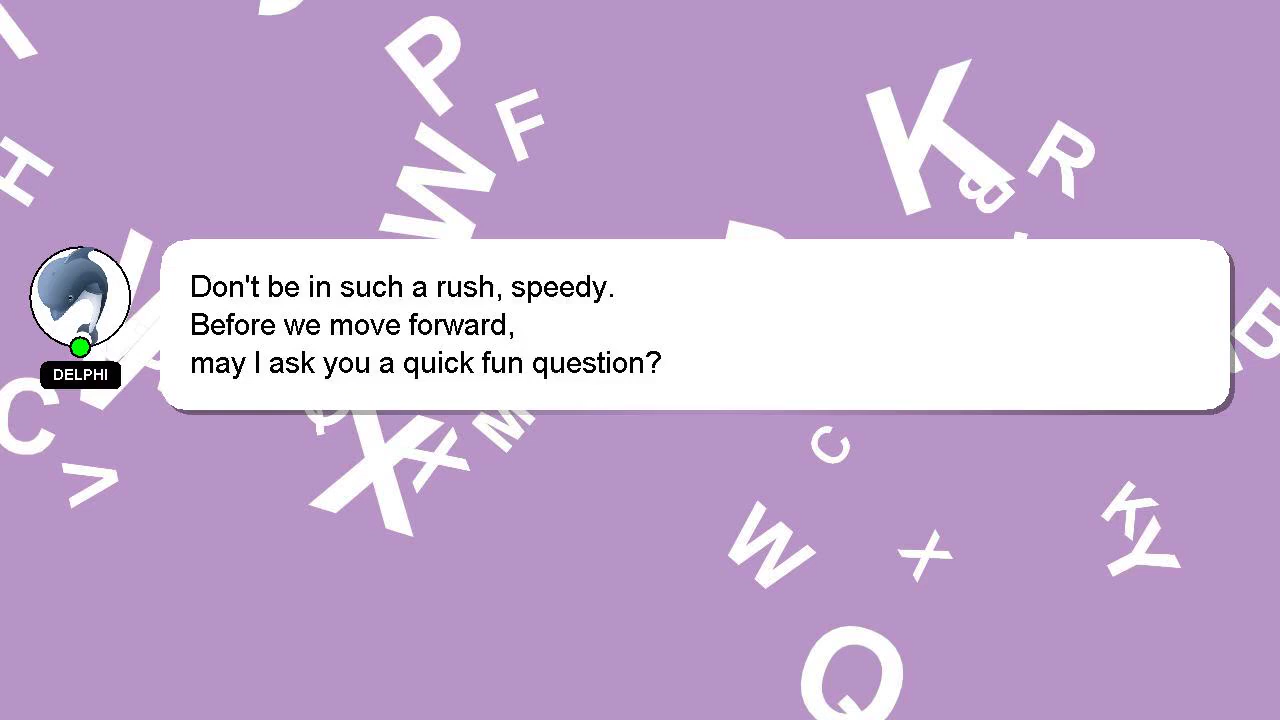 P
F
K
R
H
W
B
Don't be in such a rush, speedy.
Before we move forward,
may I ask you a quick fun question?
DELPHI
B
C
X
X
M
C
V
K
Y
W
X
Q